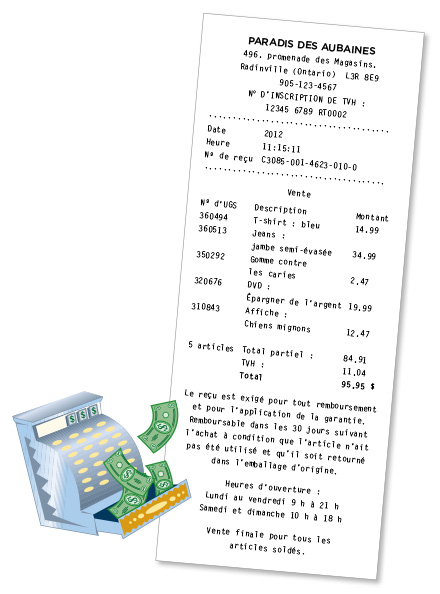 PARADIS DES AUBAINES
496, promenade des Magasins.
Radinville (Ontario) L3R 8E9
905-123-4567
Nº D'INSCRIPTION DE TVH :
12345 6789 RT0002
Date 2012
Heure 11:15:11
Nº de reçu C3085-001-4623-010-0
Vente
Nº d'UGS Description Montant
360494 T-shirt : bleu 14.99
360513 Jeans :
jambe semi-évasée 34.99
350292 Gomme contre
les caries 2.47
320676 DVD :
Épargner de l'argent 19.99
310843 Affiche :
Chiens mignons 12.47
5 articles Total partiel : 84.91
TVH : 11.04
Total 95.95 $
Le reçu est exigé pour tout remboursement
et pour l'application de la garantie.
Remboursable dans les 30 jours suivant
l'achat à condition que l'article n'ait
pas été utilisé et qu'il soit retourné
dans l'emballage d'origine.
Heures d'ouverture :
Lundi au vendredi 9 h à 21 h
Samedi et dimanche 10 h à 18 h
Vente finale pour tous les
articles soldés.
$ $ $
$
$
$
$